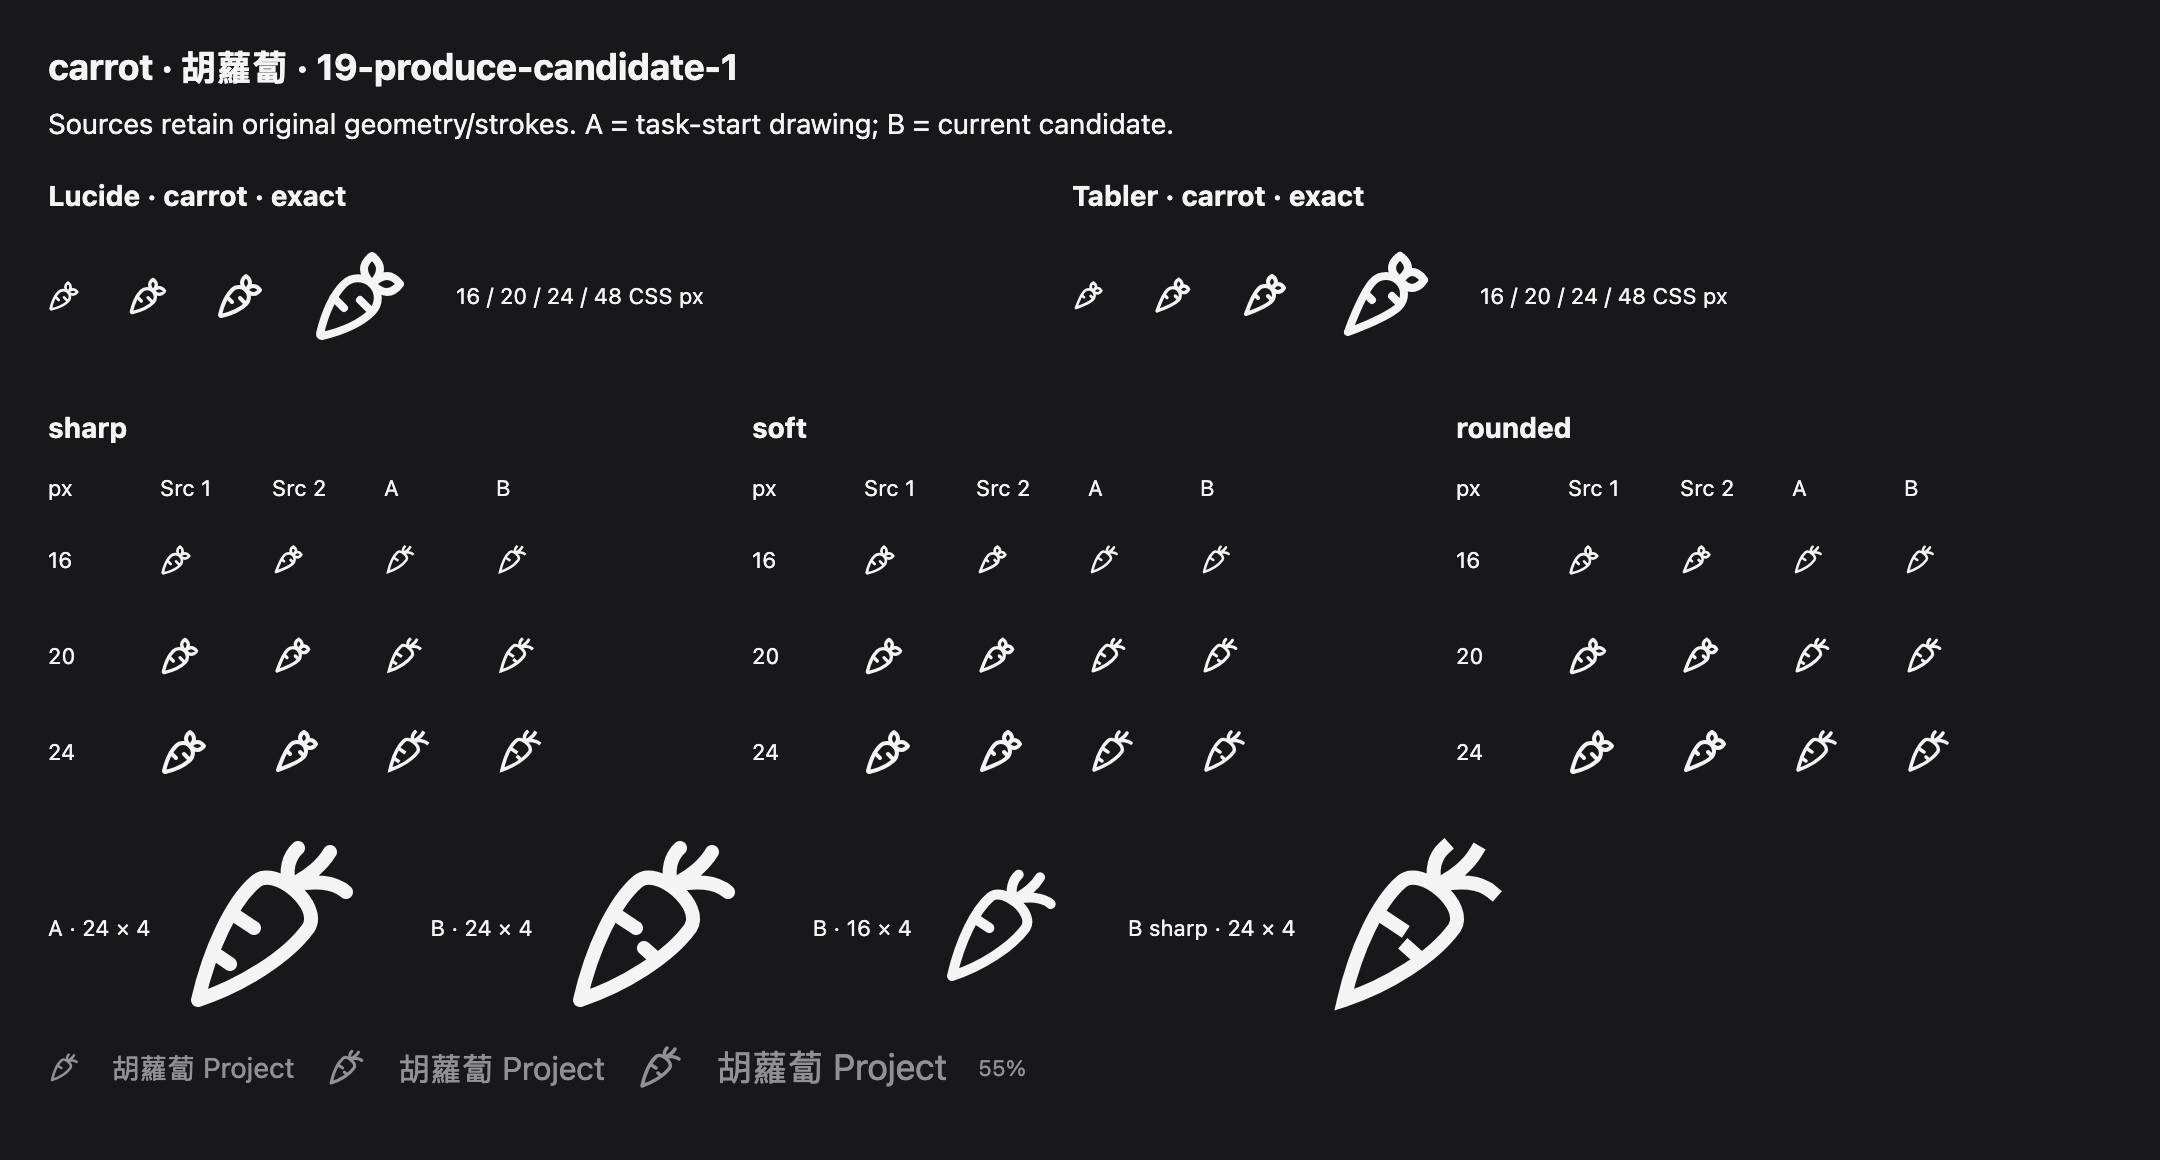 carrot · 胡蘿蔔 · 19-produce-candidate-1
Sources retain original geometry/strokes. A = task-start drawing; B = current candidate.
Lucide · carrot · exact
16 / 20 / 24 / 48 CSS px
Tabler · carrot · exact
16 / 20 / 24 / 48 CSS px
sharp
px Src 1 Src 2 A B
16
20
24
soft
px Src 1 Src 2 A B
16
20
24
rounded
px Src 1 Src 2 A B
16
20
24
A · 24 × 4
B · 24 × 4
B · 16 × 4
B sharp · 24 × 4
胡蘿蔔 Project 胡蘿蔔 Project 胡蘿蔔 Project 55%